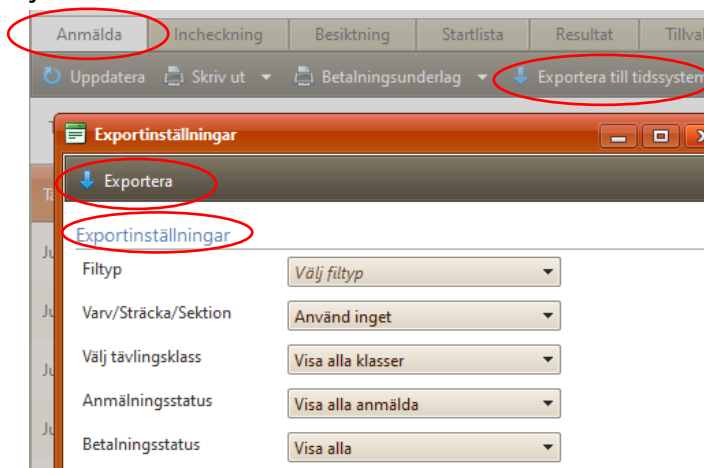 Anmälda Incheckning Besiktning Startlista Resultat
Uppdatera Skriv ut Betalningsunderlag Exportera till tidssystem
Exportinställningar
Exportera
Exportinställningar
Filtyp Välj filtyp
Varv/Sträcka/Sektion Använd inget
Välj tävlingsklass Visa alla klasser
Anmälningsstatus Visa alla anmälda
Betalningsstatus Visa alla